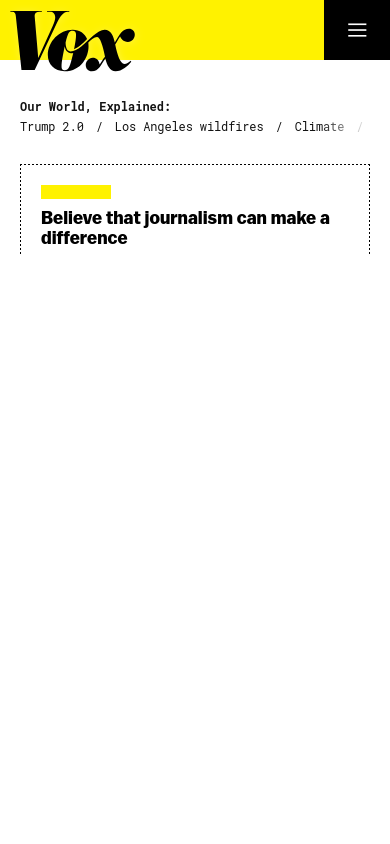 Vox
Our World, Explained:
Trump 2.0 / Los Angeles wildfires / Climate /
Believe that journalism can make a
difference